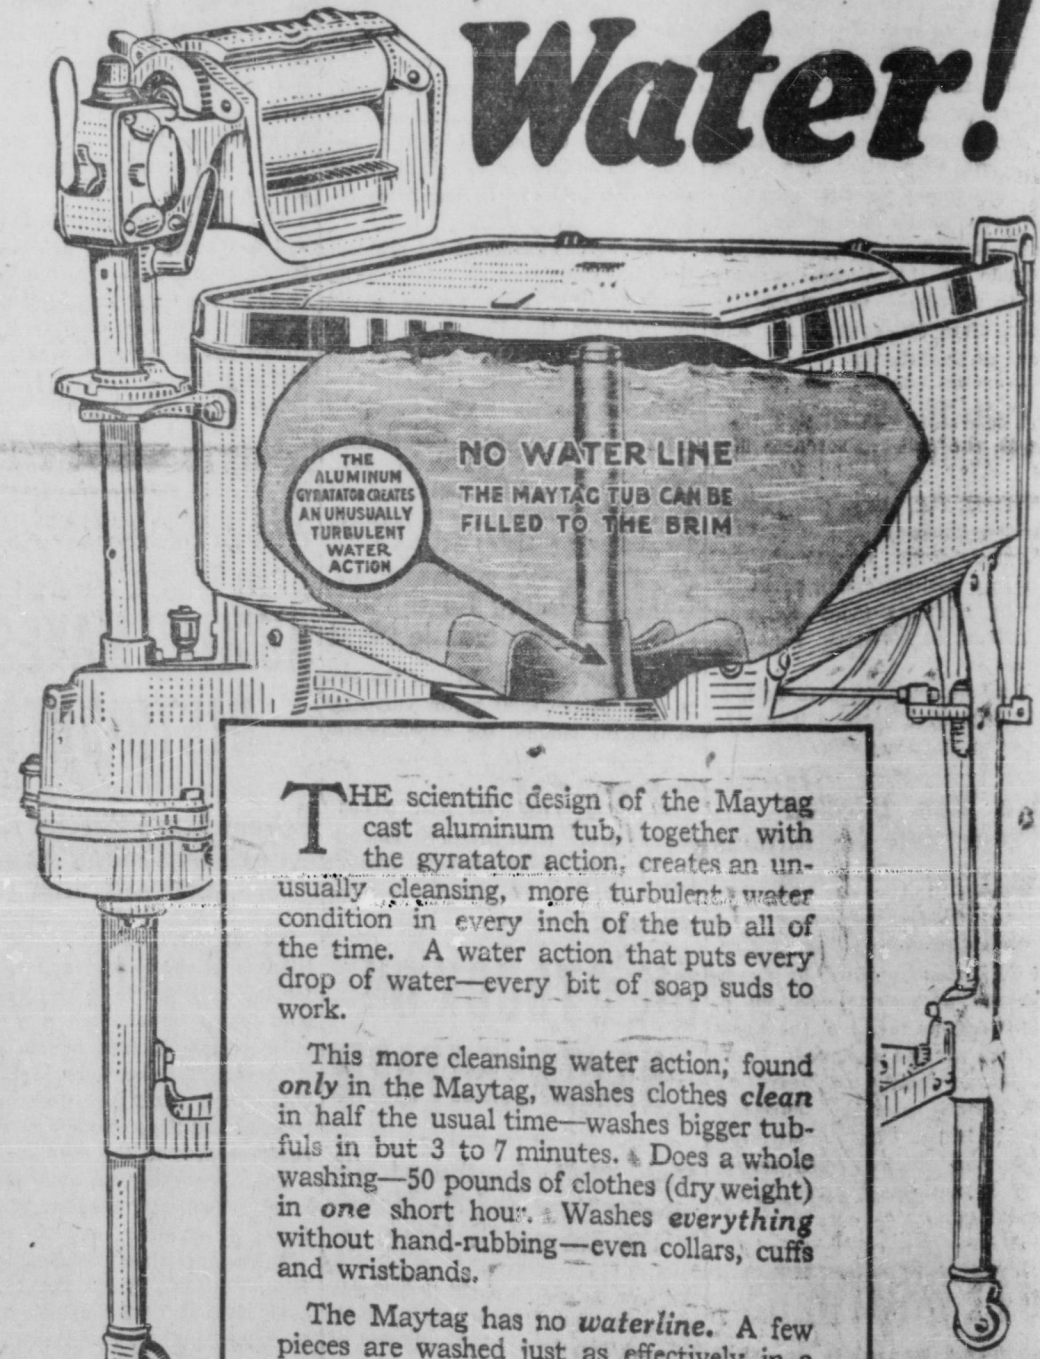 Water!
NO WATER LINE
THE MAYTAG TUB CAN BE
FILLED TO THE BRIM
THE
ALUMINUM
GYRATATOR CREATES
AN UNUSUALLY
TURBULENT
WATER
ACTION
THE scientific design of the Maytag
cast aluminum tub, together with
the gyratator action, creates an un-
usually cleansing, more turbulent water
condition in every inch of the tub all of
the time. A water action that puts every
drop of water—every bit of soap suds to
work.
This more cleansing water action, found
only in the Maytag, washes clothes clean
in half the usual time—washes bigger tub-
fuls in but 3 to 7 minutes. Does a whole
washing—50 pounds of clothes (dry weight)
in one short hour. Washes everything
without hand-rubbing—even collars, cuffs
and wristbands.
The Maytag has no waterline. A few
pieces are washed just as effectively in a